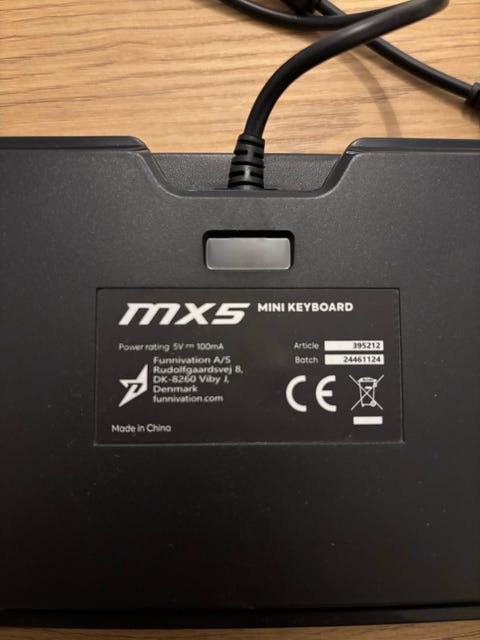 MX5 MINI KEYBOARD
Power rating 5V⎓100mA
Article 395212
Batch 24461124
Funnivation A/S
Rudolfgaardsvej 8,
DK-8260 Viby J,
Denmark
funnivation.com
CE
Made in China